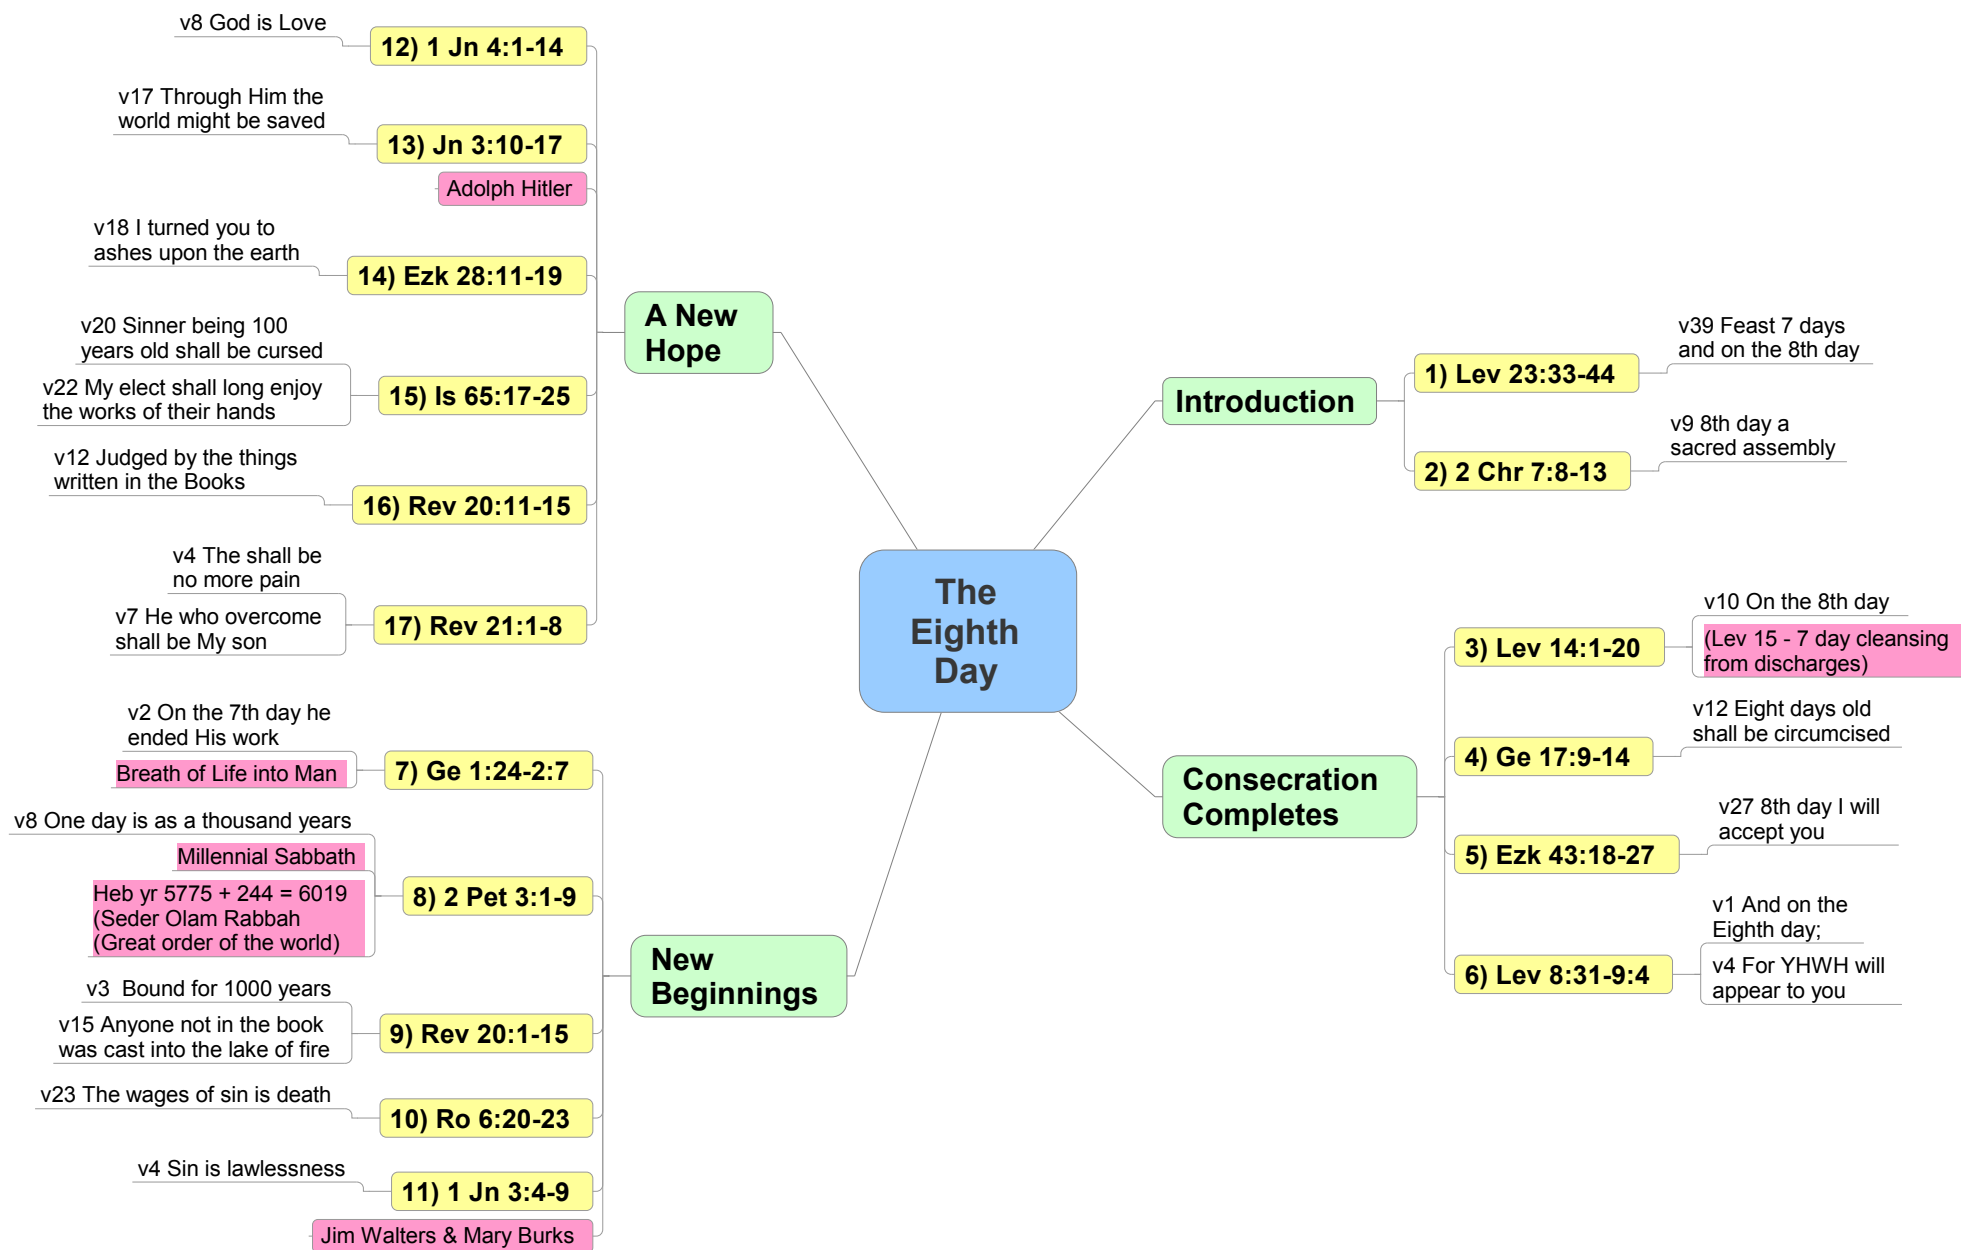 The
Eighth
Day
Introduction
1) Lev 23:33-44
v39 Feast 7 days
and on the 8th day
2) 2 Chr 7:8-13
v9 8th day a
sacred assembly
Consecration
Completes
3) Lev 14:1-20
v10 On the 8th day
(Lev 15 - 7 day cleansing
from discharges)
4) Ge 17:9-14
v12 Eight days old
shall be circumcised
5) Ezk 43:18-27
v27 8th day I will
accept you
6) Lev 8:31-9:4
v1 And on the
Eighth day;
v4 For YHWH will
appear to you
New
Beginnings
7) Ge 1:24-2:7
v2 On the 7th day he
ended His work
Breath of Life into Man
8) 2 Pet 3:1-9
v8 One day is as a thousand years
Millennial Sabbath
Heb yr 5775 + 244 = 6019
(Seder Olam Rabbah
(Great order of the world)
9) Rev 20:1-15
v3  Bound for 1000 years
v15 Anyone not in the book
was cast into the lake of fire
10) Ro 6:20-23
v23 The wages of sin is death
11) 1 Jn 3:4-9
v4 Sin is lawlessness
Jim Walters & Mary Burks
A New
Hope
12) 1 Jn 4:1-14
v8 God is Love
13) Jn 3:10-17
v17 Through Him the
world might be saved
Adolph Hitler
14) Ezk 28:11-19
v18 I turned you to
ashes upon the earth
15) Is 65:17-25
v20 Sinner being 100
years old shall be cursed
v22 My elect shall long enjoy
the works of their hands
16) Rev 20:11-15
v12 Judged by the things
written in the Books
17) Rev 21:1-8
v4 The shall be
no more pain
v7 He who overcome
shall be My son